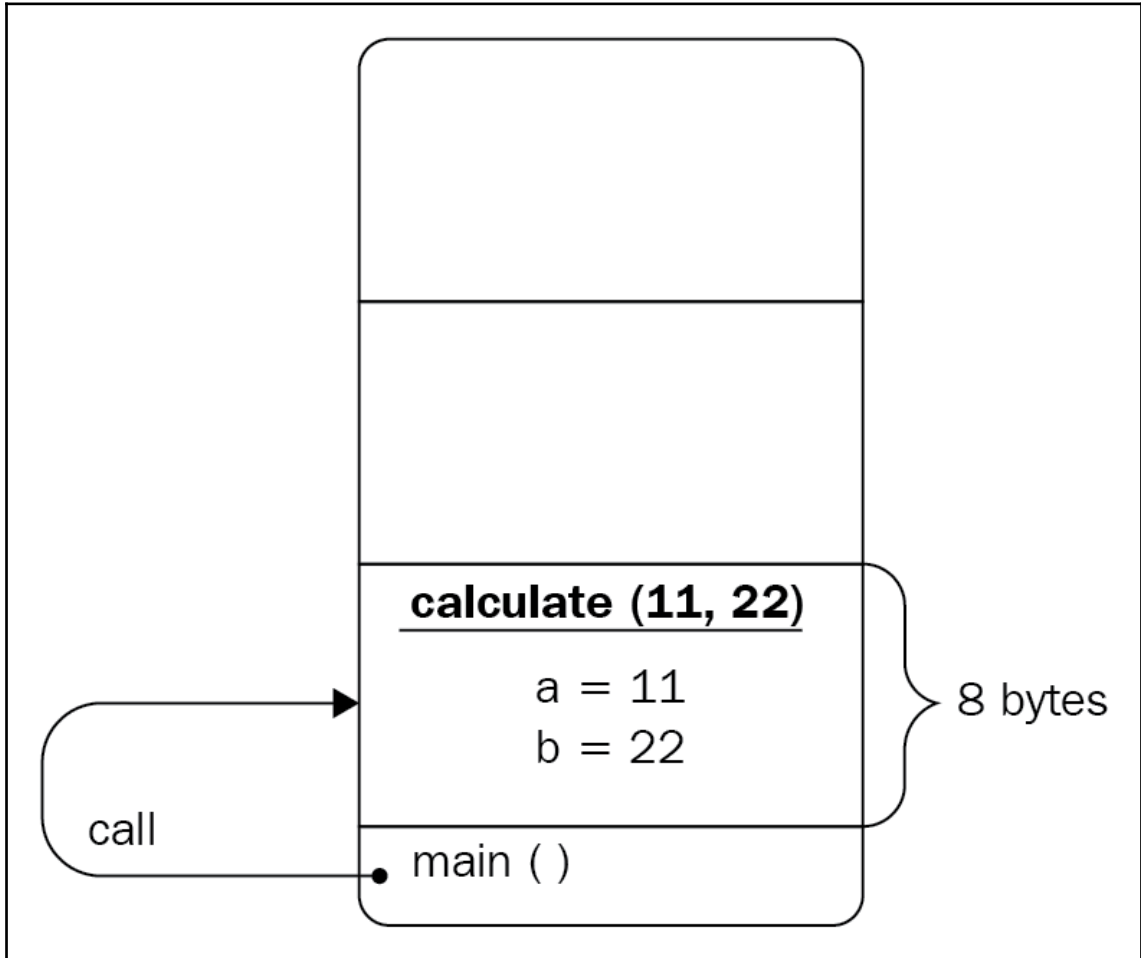 calculate (11, 22)
a = 11
b = 22
8 bytes
call
main ( )